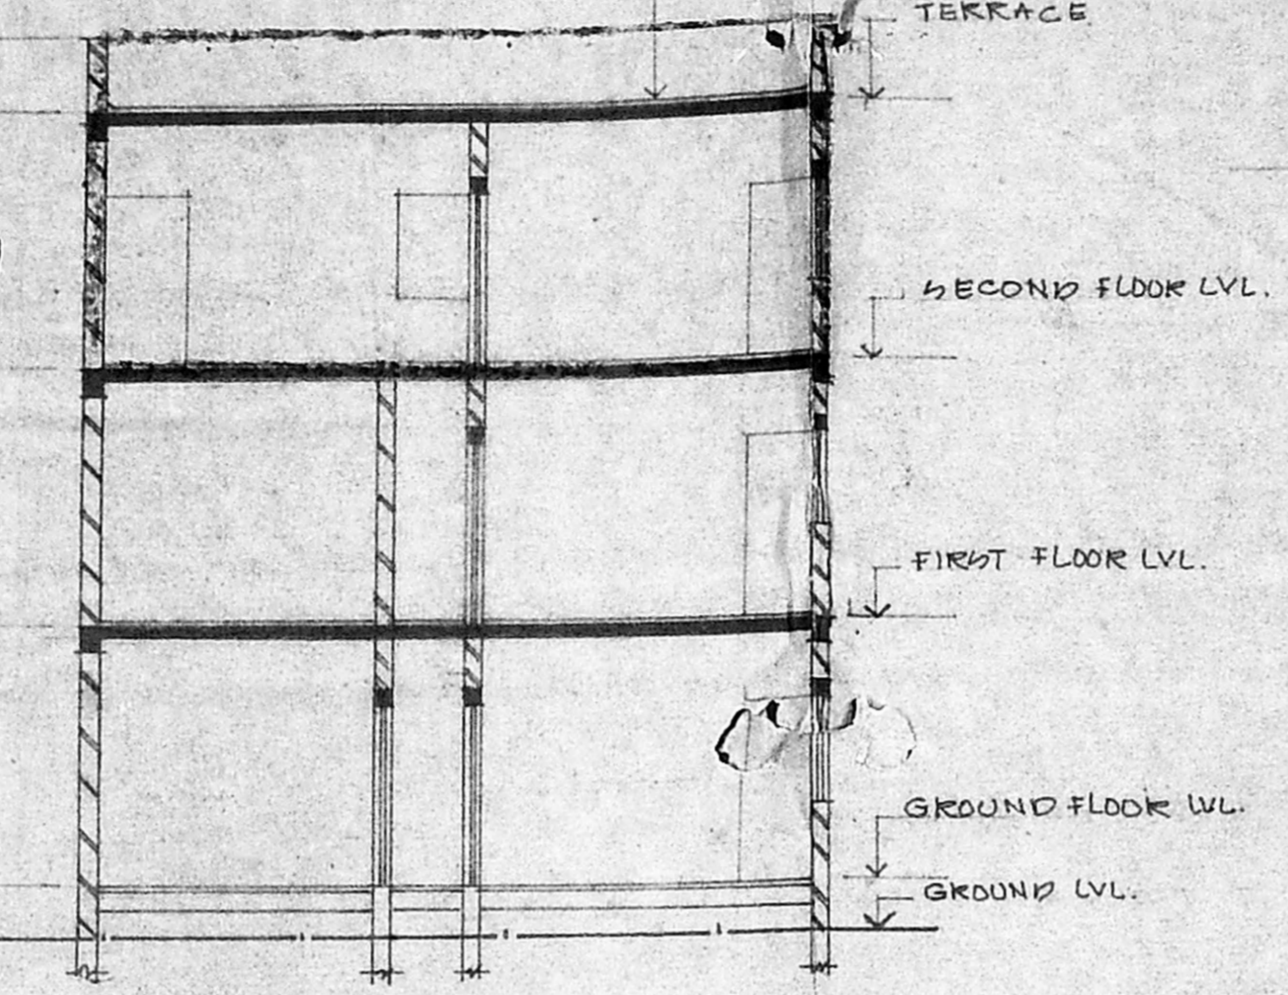 TERRACE
SECOND FLOOR LVL.
FIRST FLOOR LVL.
GROUND FLOOR LVL.
GROUND LVL.